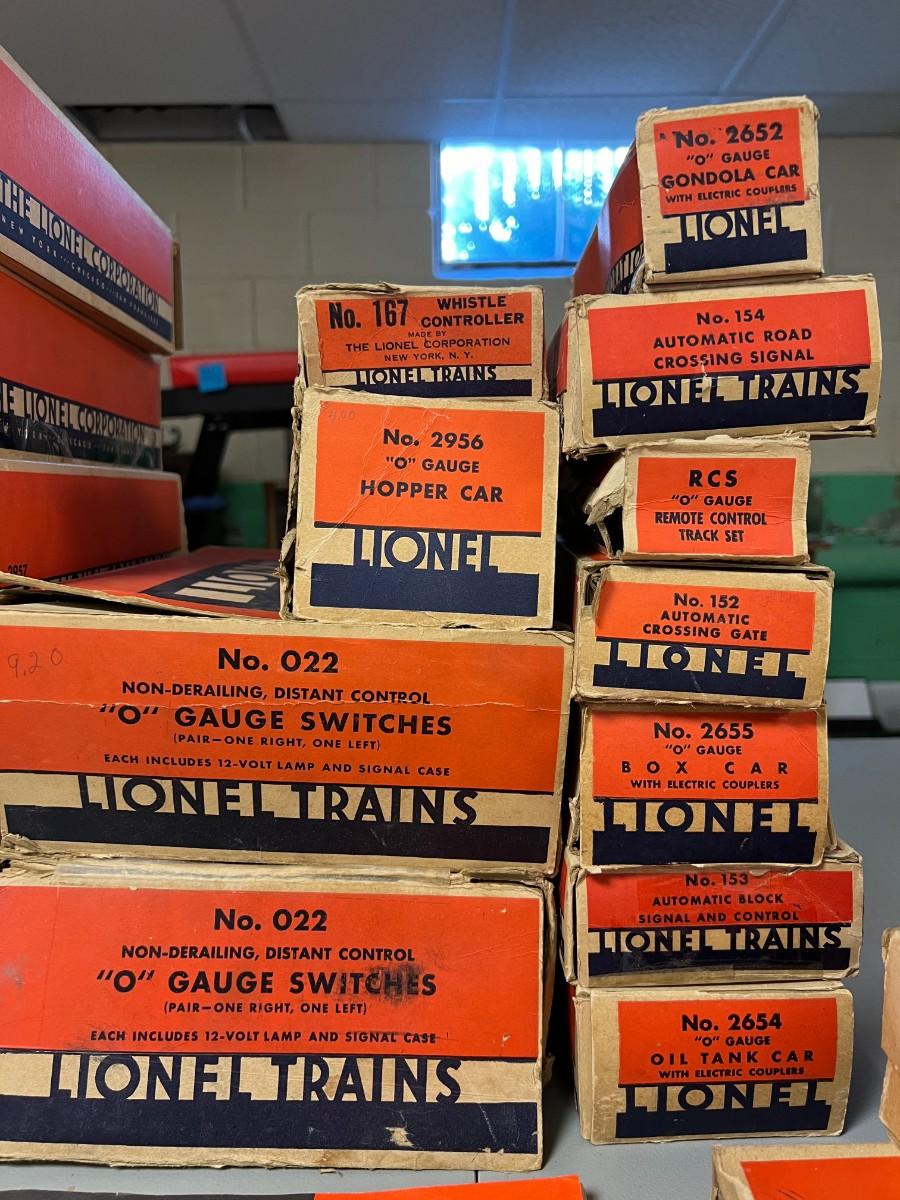 THE LIONEL CORPORATION
NEW YORK
THE LIONEL CORPORATION
2957
LIONEL
No. 167 WHISTLE
CONTROLLER
MADE BY
THE LIONEL CORPORATION
NEW YORK, N. Y.
LIONEL TRAINS
No. 2956
"O" GAUGE
HOPPER CAR
LIONEL
9.20
No. 022
NON-DERAILING, DISTANT CONTROL
"O" GAUGE SWITCHES
(PAIR—ONE RIGHT, ONE LEFT)
EACH INCLUDES 12-VOLT LAMP AND SIGNAL CASE
LIONEL TRAINS
No. 022
NON-DERAILING, DISTANT CONTROL
"O" GAUGE SWITCHES
(PAIR—ONE RIGHT, ONE LEFT)
EACH INCLUDES 12-VOLT LAMP AND SIGNAL CASE
LIONEL TRAINS
No. 2652
"O" GAUGE
GONDOLA CAR
WITH ELECTRIC COUPLERS
LIONEL
No. 154
AUTOMATIC ROAD
CROSSING SIGNAL
LIONEL TRAINS
RCS
"O" GAUGE
REMOTE CONTROL
TRACK SET
No. 152
AUTOMATIC
CROSSING GATE
LIONEL
No. 2655
"O" GAUGE
BOX CAR
WITH ELECTRIC COUPLERS
LIONEL
No. 153
AUTOMATIC BLOCK
SIGNAL AND CONTROL
LIONEL TRAINS
No. 2654
"O" GAUGE
OIL TANK CAR
WITH ELECTRIC COUPLERS
LIONEL